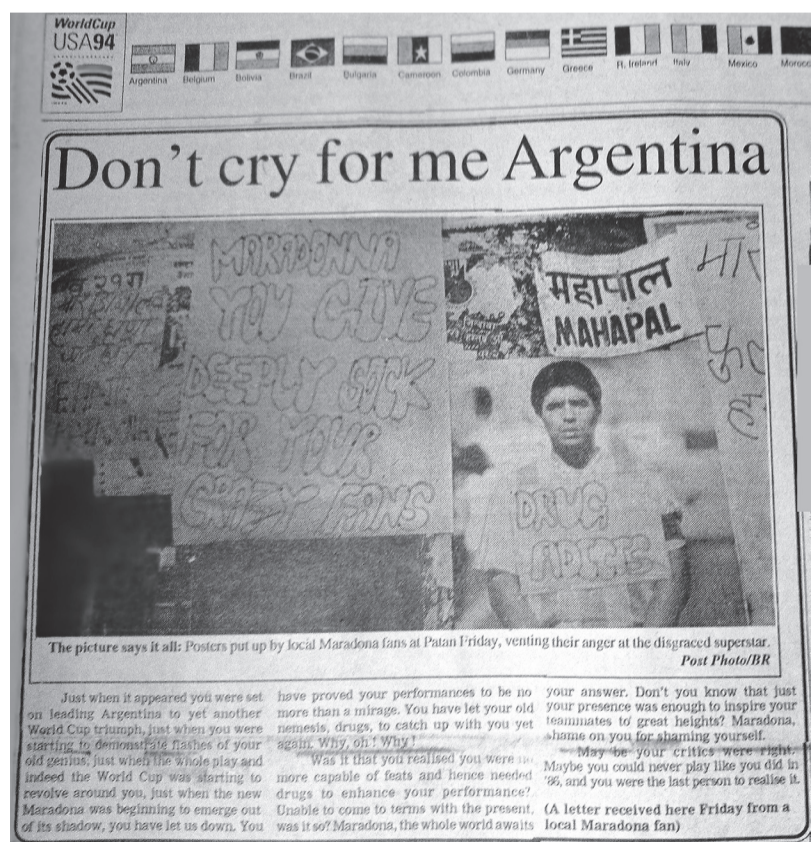 WorldCup
USA94
Argentina Belgium Bolivia Brazil Bulgaria Cameroon Colombia Germany Greece R. Ireland Italy Mexico Morocc
Don't cry for me Argentina
MARADONNA
YOU GIVE
DEEPLY SOCK
FOR YOUR
CRAZY FANS
महापाल
MAHAPAL
DRUG
ADICTS
The picture says it all: Posters put up by local Maradona fans at Patan Friday, venting their anger at the disgraced superstar.
Post Photo/BR
Just when it appeared you were set
on leading Argentina to yet another
World Cup triumph, just when you were
starting to demonstrate flashes of your
old genius, just when the whole play and
indeed the World Cup was starting to
revolve around you, just when the new
Maradona was beginning to emerge out
of its shadow, you have let us down. You
have proved your performances to be no
more than a mirage. You have let your old
nemesis, drugs, to catch up with you yet
again. Why, oh! Why!
Was it that you realised you were no
more capable of feats and hence needed
drugs to enhance your performance?
Unable to come to terms with the present,
was it so? Maradona, the whole world awaits
your answer. Don't you know that just
your presence was enough to inspire your
teammates to great heights? Maradona,
shame on you for shaming yourself.
May be your critics were right.
Maybe you could never play like you did in
'86, and you were the last person to realise it.
(A letter received here Friday from a
local Maradona fan)